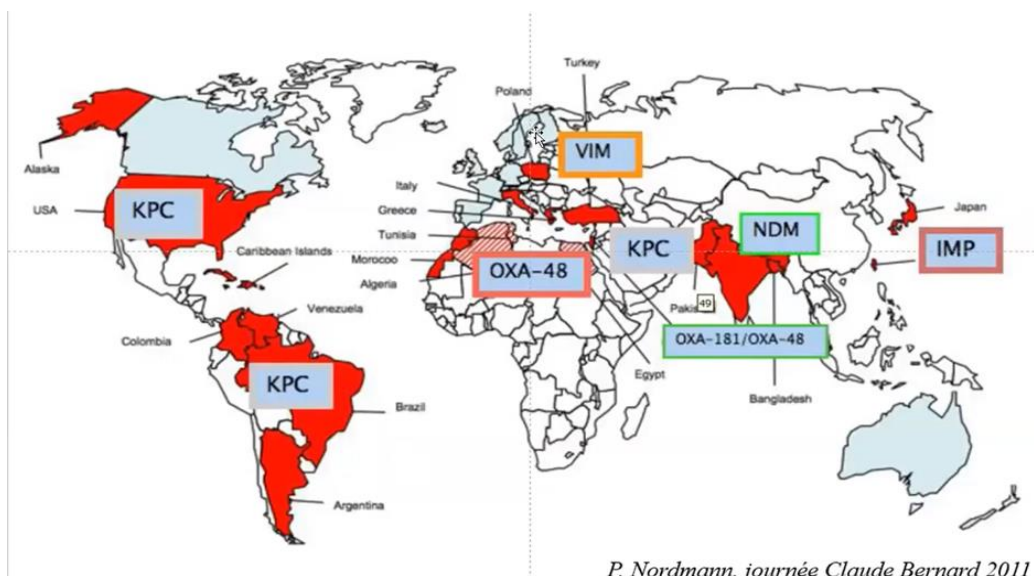 Turkey
Poland
VIM
Alaska
Italy
KPC
USA
Greece
Japan
NDM
Tunisia
KPC
IMP
Caribbean Islands
Morocoo
OXA-48
Algeria
49
Venezuela
Colombia
OXA-181/OXA-48
Egypt
KPC
Bangladesh
Brazil
Argentina
P. Nordmann, journée Claude Bernard 2011